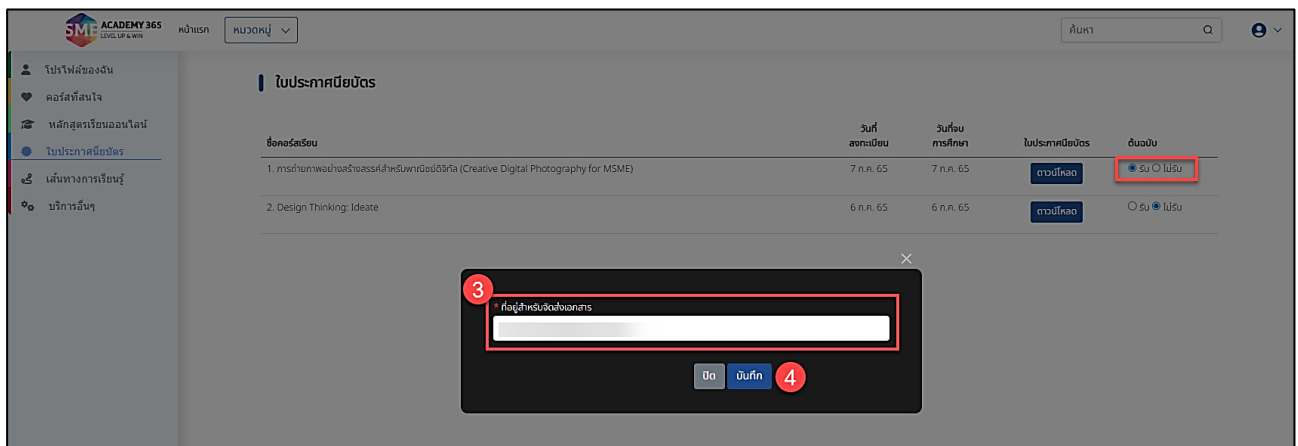 SME ACADEMY 365
LEVEL UP & WIN
หน้าแรก
หมวดหมู่
ค้นหา
โปรไฟล์ของฉัน
คอร์สที่สนใจ
หลักสูตรเรียนออนไลน์
ใบประกาศนียบัตร
เส้นทางการเรียนรู้
บริการอื่นๆ
ใบประกาศนียบัตร
ชื่อคอร์สเรียน วันที่ลงทะเบียน วันที่จบการศึกษา ใบประกาศนียบัตร ต้นฉบับ
1. การถ่ายภาพอย่างสร้างสรรค์สำหรับพาณิชย์ดิจิทัล (Creative Digital Photography for MSME) 7 ก.ค. 65 7 ก.ค. 65 ดาวน์โหลด รับ ไม่รับ
2. Design Thinking: Ideate 6 ก.ค. 65 6 ก.ค. 65 ดาวน์โหลด รับ ไม่รับ
3
* ที่อยู่สำหรับจัดส่งเอกสาร
ปิด บันทึก 4